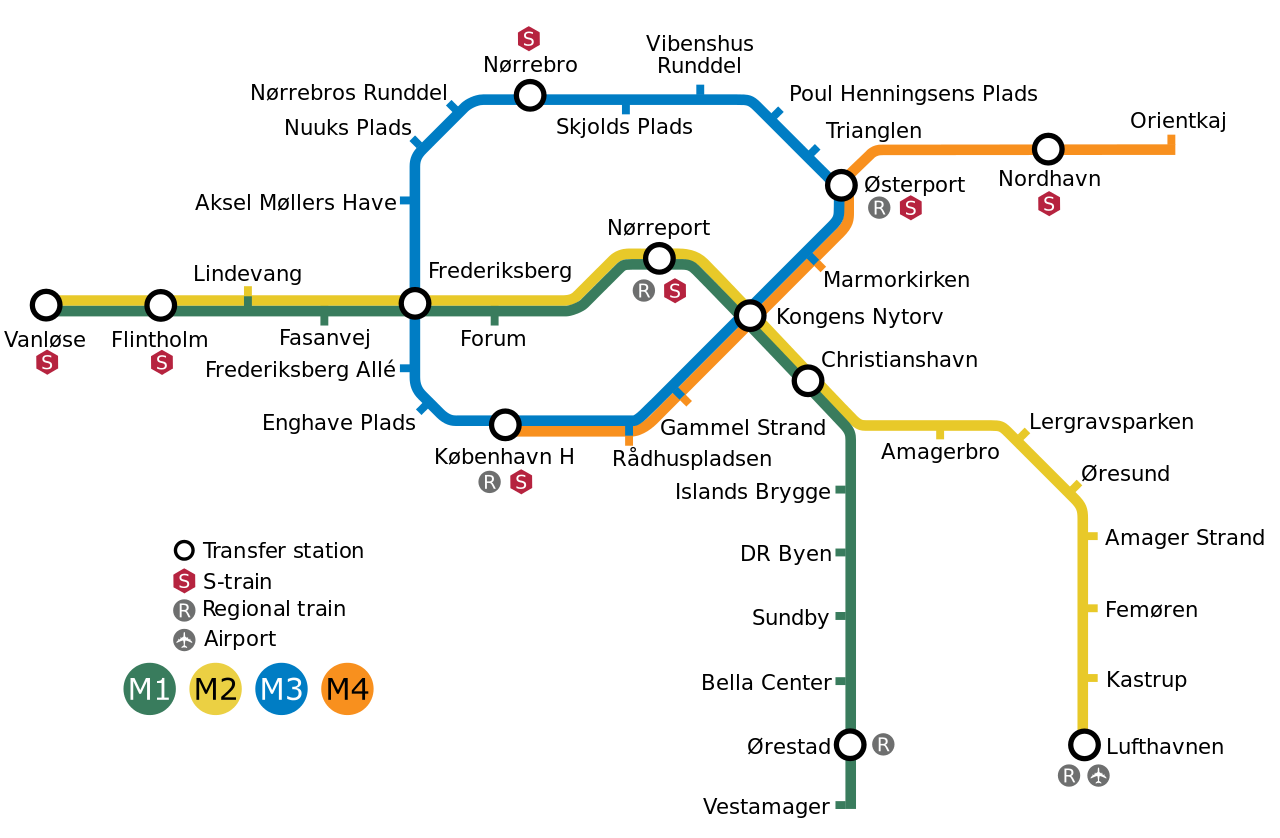 S
Nørrebro
Vibenshus
Runddel
Nørrebros Runddel
Poul Henningsens Plads
Nuuks Plads
Skjolds Plads
Trianglen
Orientkaj
Aksel Møllers Have
Østerport
R S
Nordhavn
S
Nørreport
R S
Lindevang
Frederiksberg
Marmorkirken
Vanløse
S
Flintholm
S
Fasanvej
Forum
Kongens Nytorv
Frederiksberg Allé
Christianshavn
Enghave Plads
København H
R S
Gammel Strand
Rådhuspladsen
Amagerbro
Lergravsparken
Øresund
Islands Brygge
Amager Strand
DR Byen
Sundby
Femøren
Bella Center
Kastrup
Ørestad R
Lufthavnen
R
Vestamager
Transfer station
S S-train
R Regional train
Airport
M1 M2 M3 M4